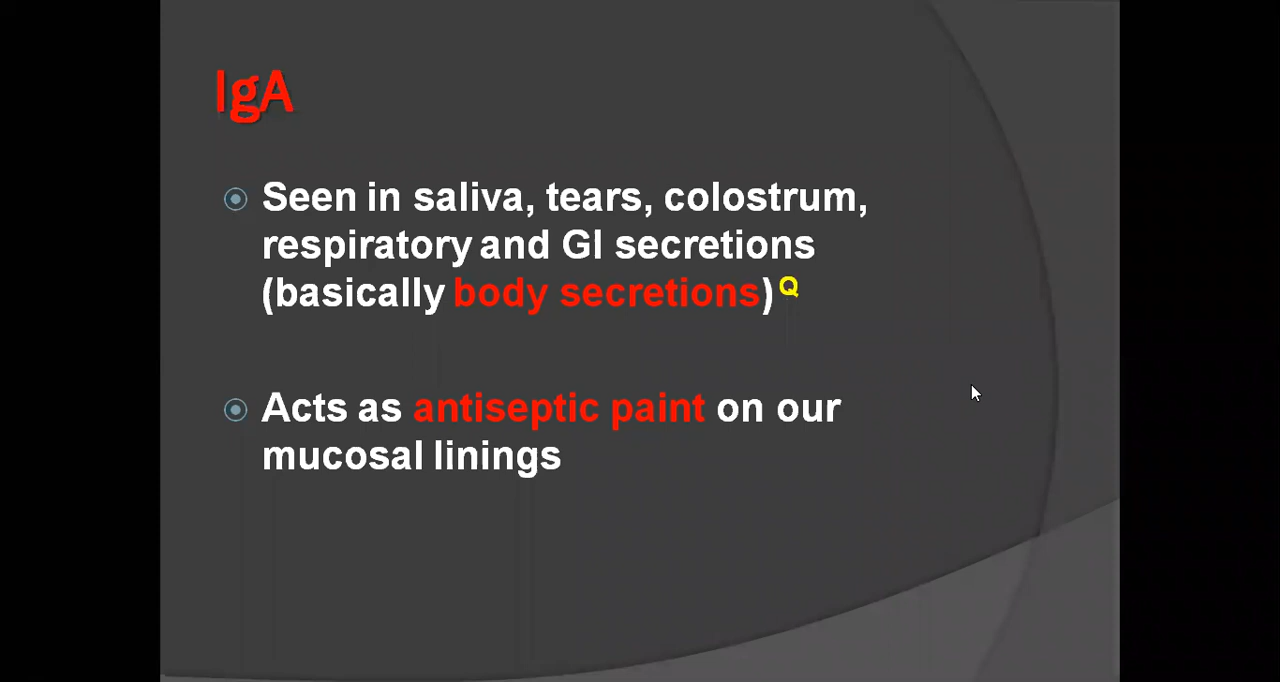 IgA
Seen in saliva, tears, colostrum,
respiratory and GI secretions
(basically body secretions)Q
Acts as antiseptic paint on our
mucosal linings